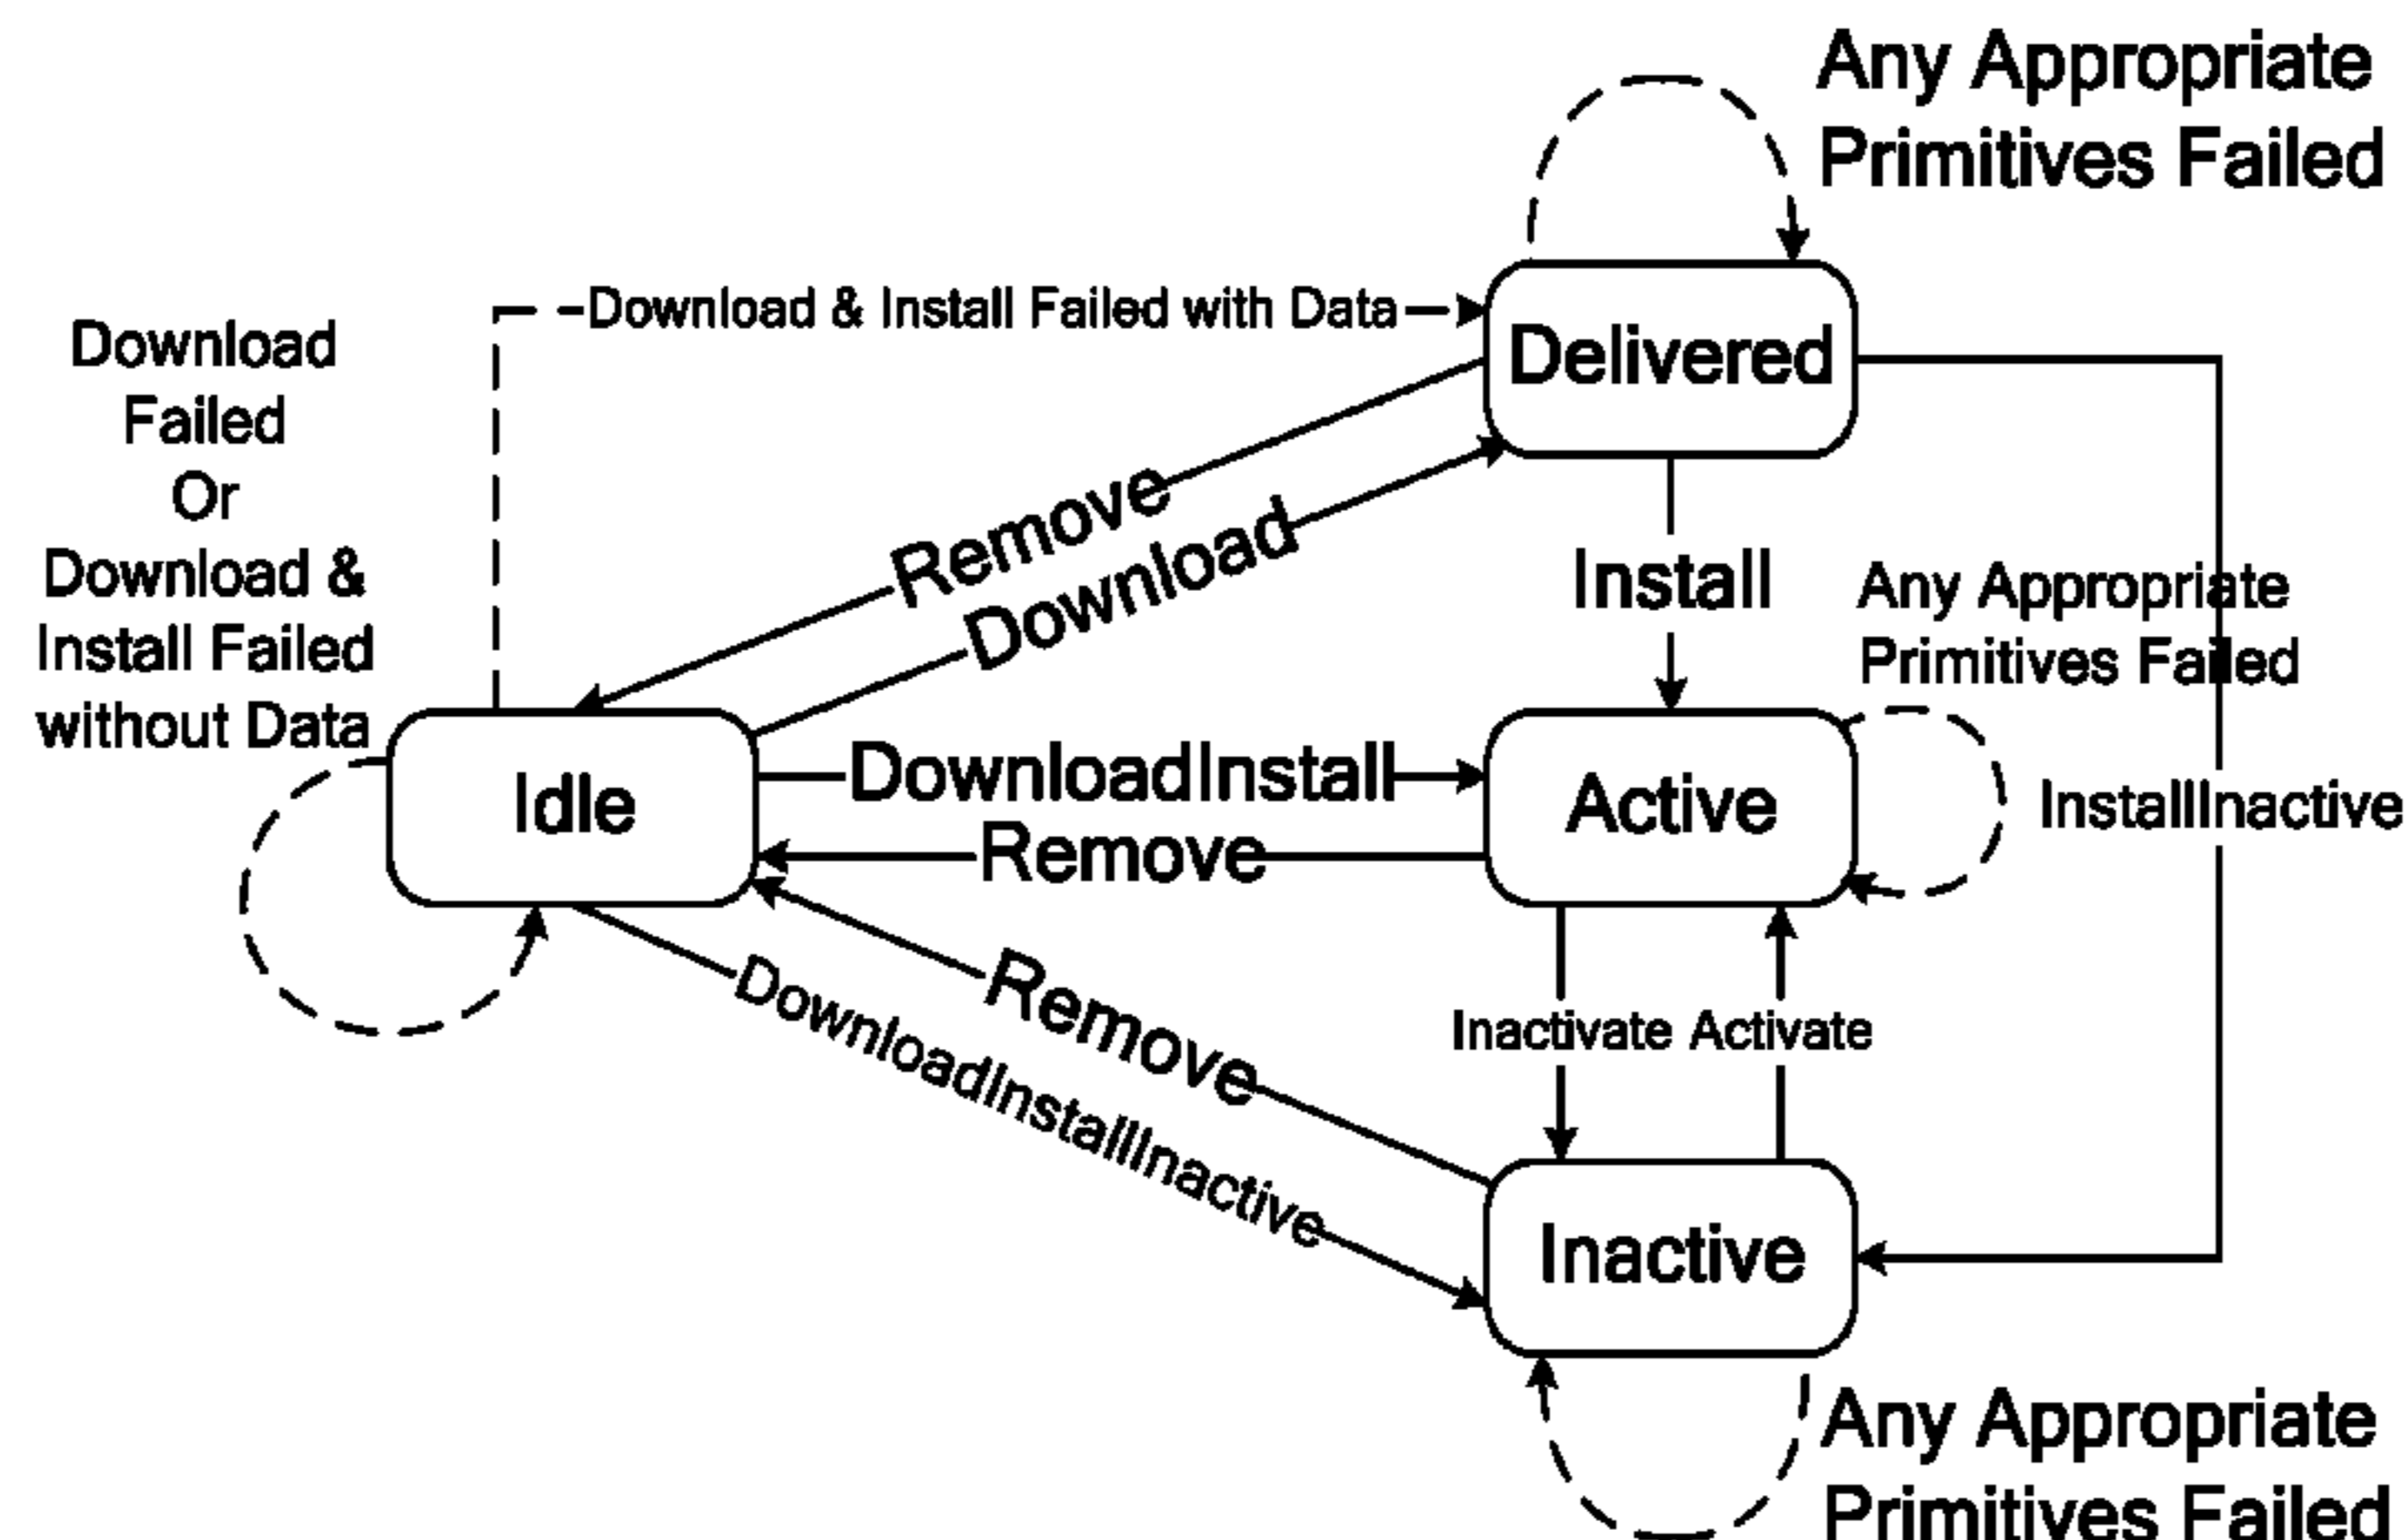 Any Appropriate
Primitives Failed
Download & Install Failed with Data
Delivered
Download
Failed
Or
Download &
Install Failed
without Data
Remove
Download
Install
Any Appropriate
Primitives Failed
Idle
DownloadInstall
Active
InstallInactive
Remove
Remove
DownloadInstallInactive
Inactivate Activate
Inactive
Any Appropriate
Primitives Failed